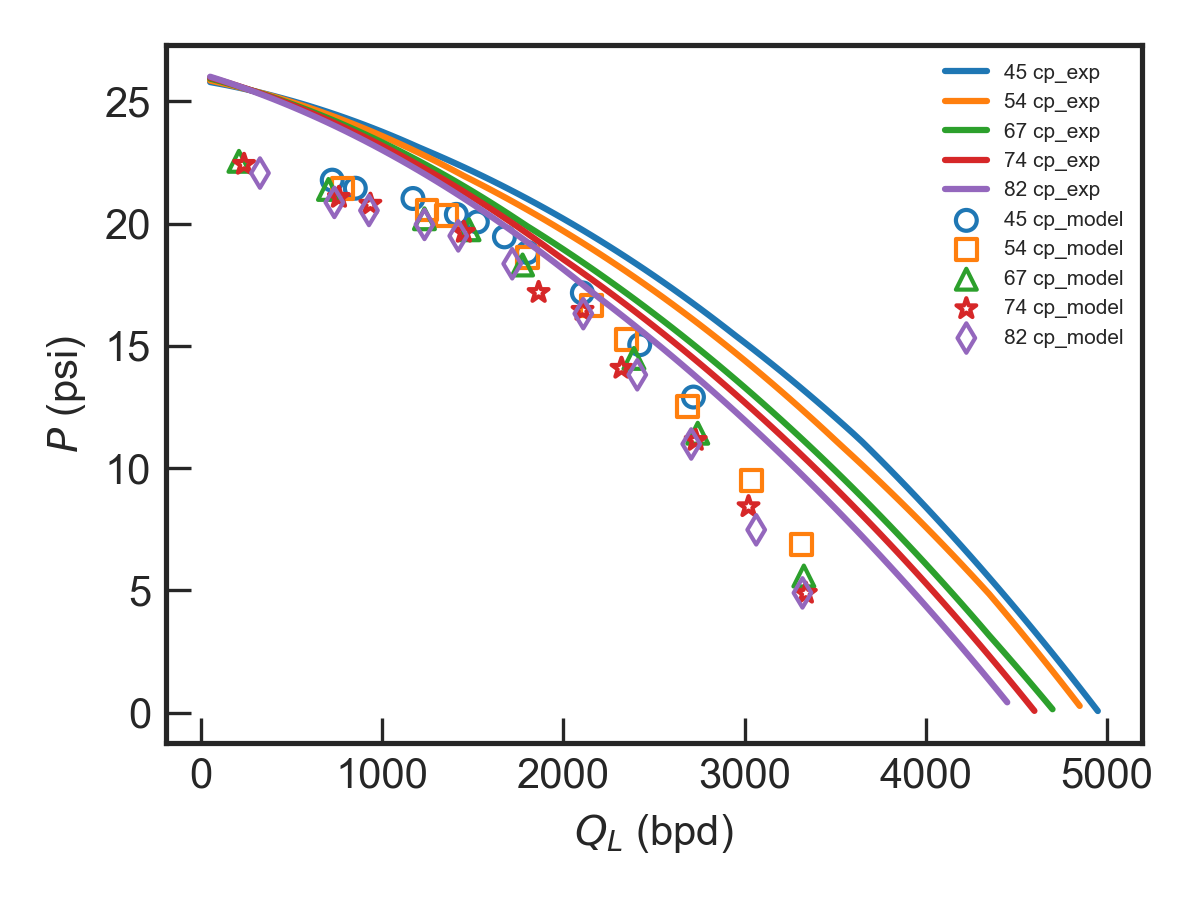 25
20
15
10
5
0
P (psi)
0 1000 2000 3000 4000 5000
Q_L (bpd)
45 cp_exp
54 cp_exp
67 cp_exp
74 cp_exp
82 cp_exp
45 cp_model
54 cp_model
67 cp_model
74 cp_model
82 cp_model